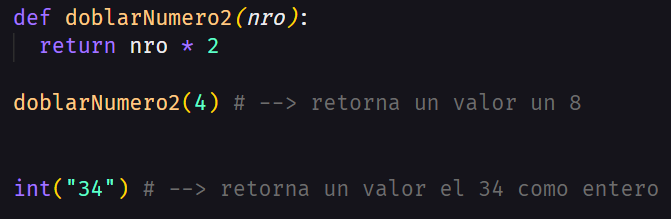 def doblarNumero2(nro):
return nro * 2
doblarNumero2(4) # --> retorna un valor un 8
int("34") # --> retorna un valor el 34 como entero